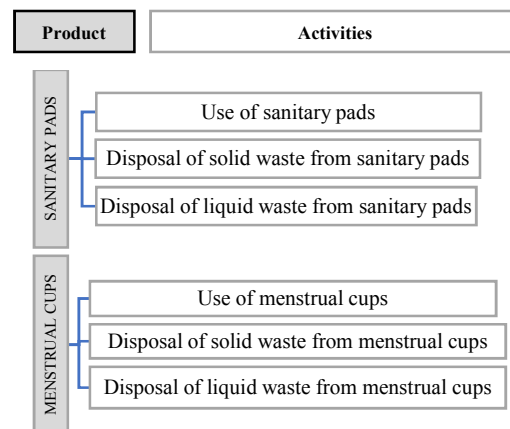 Product
Activities
SANITARY PADS
Use of sanitary pads
Disposal of solid waste from sanitary pads
Disposal of liquid waste from sanitary pads
MENSTRUAL CUPS
Use of menstrual cups
Disposal of solid waste from menstrual cups
Disposal of liquid waste from menstrual cups